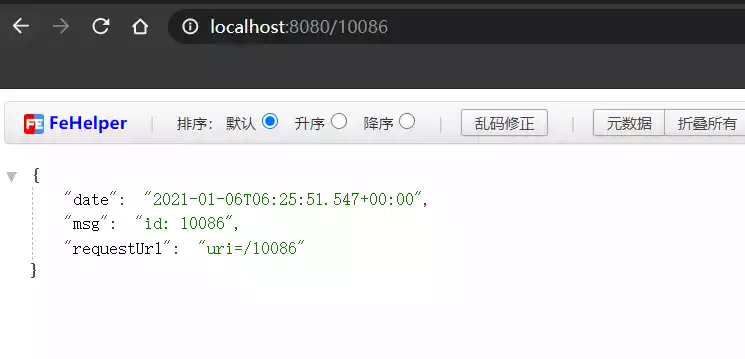 localhost:8080/10086
FE FeHelper | 排序: 默认 升序 降序 | 乱码修正 | 元数据 折叠所有
{
"date": "2021-01-06T06:25:51.547+00:00",
"msg": "id: 10086",
"requestUrl": "uri=/10086"
}